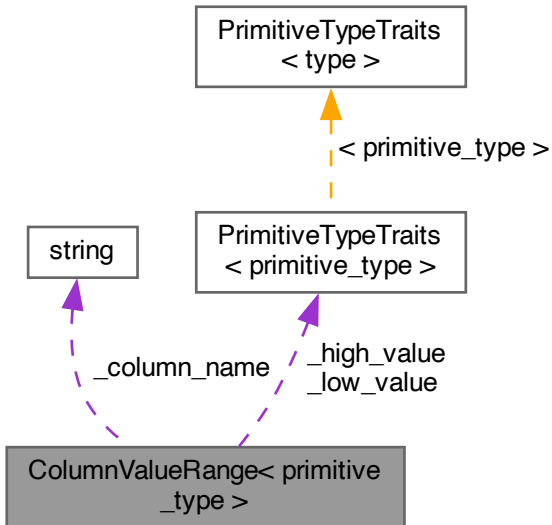 PrimitiveTypeTraits
< type >
< primitive_type >
PrimitiveTypeTraits
< primitive_type >
string
_column_name
_high_value
_low_value
ColumnValueRange< primitive
_type >